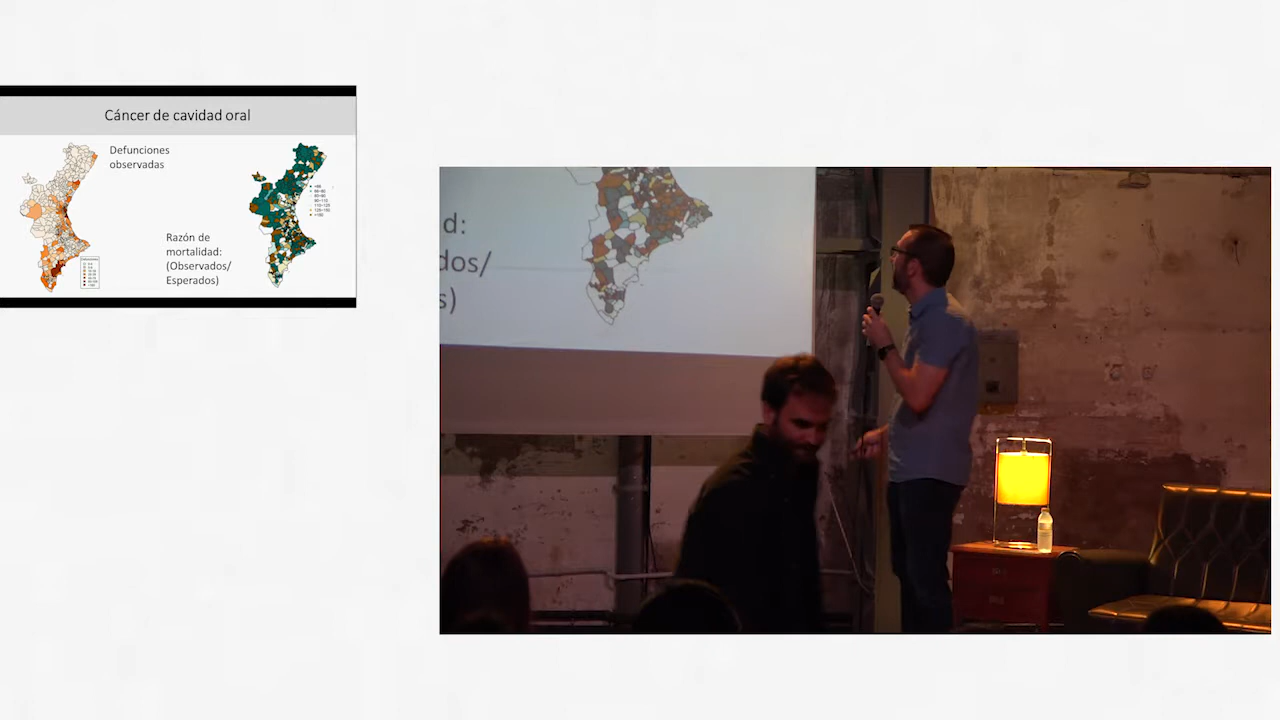 Cáncer de cavidad oral
Defunciones
observadas
Razón de
mortalidad:
(Observados/
Esperados)
d:
dos/
s)